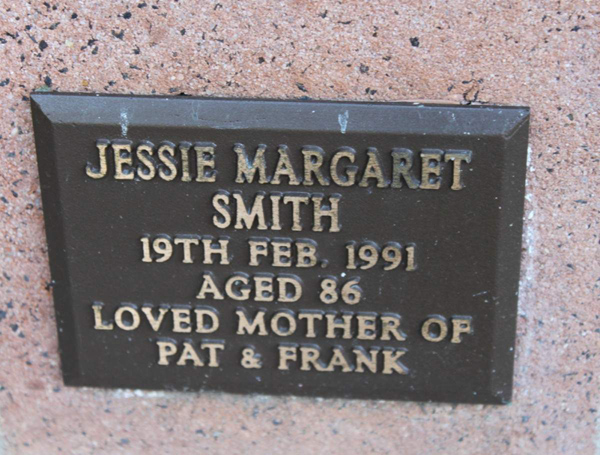 JESSIE MARGARET
SMITH
19TH FEB. 1991
AGED 86
LOVED MOTHER OF
PAT & FRANK